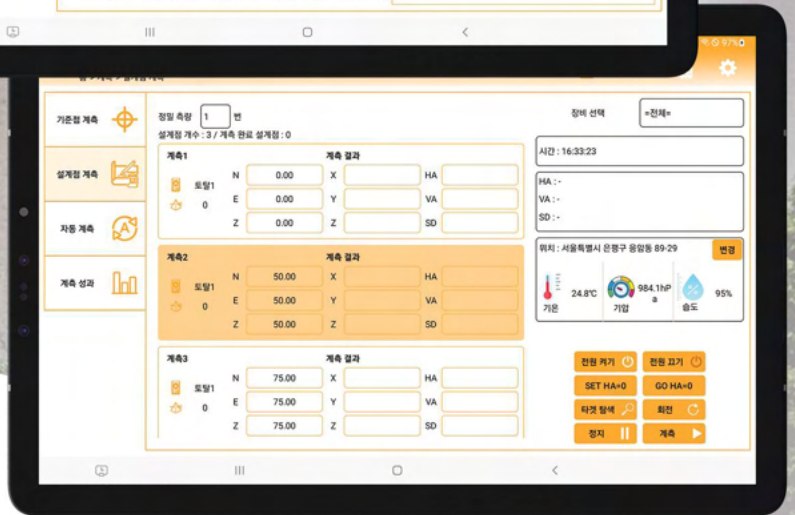 97%
기준점 계측
설계점 계측
자동 계측
계측 성과
정밀 측량 1 번
설계점 개수 : 3 / 계측 완료 설계점 : 0
장비 선택 =전체=
계측1 계측 결과
토탈1
0
N 0.00 X HA
E 0.00 Y VA
Z 0.00 Z SD
계측2 계측 결과
토탈1
0
N 50.00 X HA
E 50.00 Y VA
Z 50.00 Z SD
계측3 계측 결과
토탈1
0
N 75.00 X HA
E 75.00 Y VA
Z 75.00 Z SD
시간 : 16:33:23
HA : -
VA : -
SD : -
위치 : 서울특별시 은평구 응암동 89-29 변경
기온 24.8℃
기압 984.1hP
a
습도 95%
전원 켜기 전원 끄기
SET HA=0 GO HA=0
타겟 탐색 회전
정지 계측